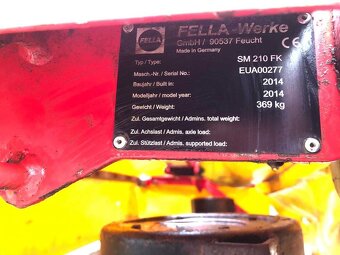 FELLA
FELLA-Werke
GmbH / 90537 Feucht
Made in Germany
CE
Typ / Type: SM 210 FK
Masch.-Nr. / Serial No.: EUA00277
Baujahr / Built in: 2014
Modelljahr / model year: 2014
Gewicht / Weight: 369 kg
Zul. Gesamtgewicht / Admis. total weight:
Zul. Achslast / Admis. axle load:
Zul. Stützlast / Admis. supported load: